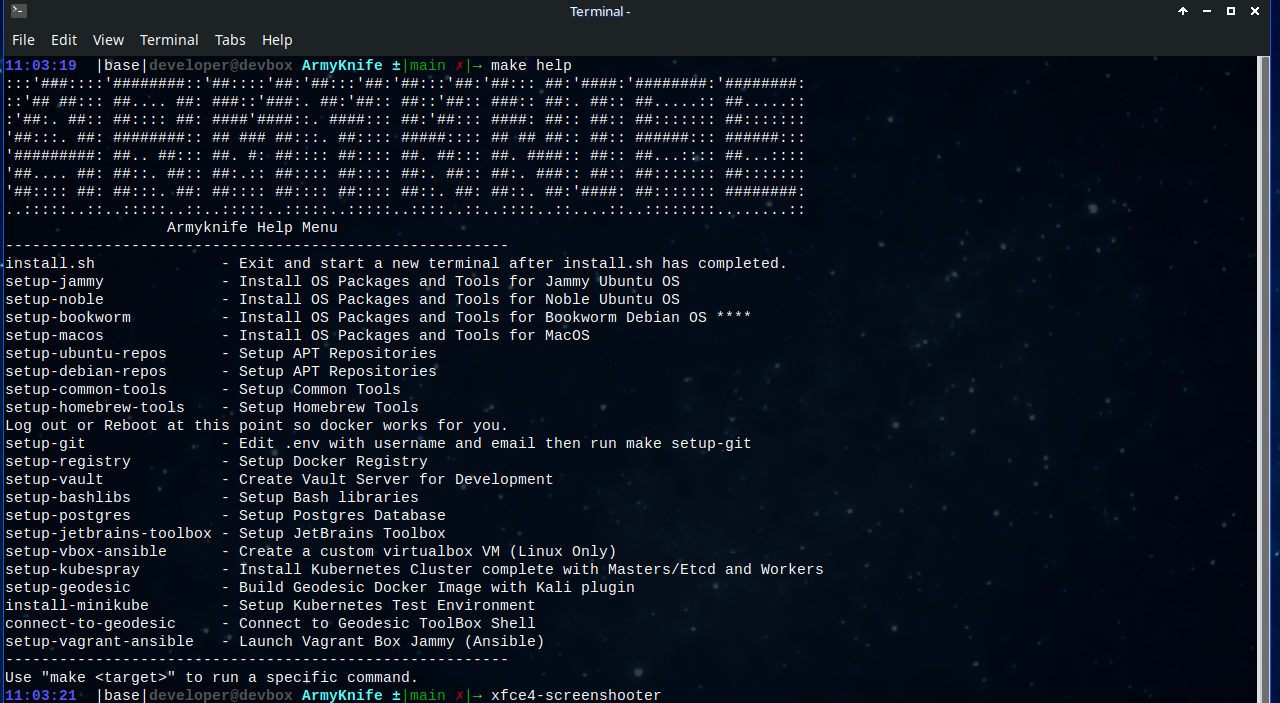 Terminal -
File Edit View Terminal Tabs Help
11:03:19  |base|developer@devbox ArmyKnife ±|main ✗|→ make help
:::'###::::'########::'##::::'##:'##:::'##:'##:::'##:'##::: ##:'####:'########:'########:
::'## ##::: ##.... ##: ###::'###:. ##:'##:: ##::'##:: ###:: ##:. ##:: ##.....:: ##.....::
:'##:. ##:: ##:::: ##: ####'####::. ####::: ##:'##::: ####: ##:: ##:: ##::::::: ##:::::::
'##:::. ##: ########:: ## ### ##:::. ##:::: #####:::: ## ## ##:: ##:: ######::: ######:::
'#########: ##.. ##::: ##. #: ##:::: ##:::: ##. ##::: ##. ####:: ##:: ##...:::: ##...::::
'##.... ##: ##::. ##:: ##:.:: ##:::: ##:::: ##:. ##:: ##:. ###:: ##:: ##::::::: ##:::::::
'##:::: ##: ##:::. ##: ##:::: ##:::: ##:::: ##::. ##: ##::. ##:'####: ##::::::: ########:
..:::::..::..:::::..::..:::::..:::::..:::::..::::..::..::::..::....::..::::::::........::
Armyknife Help Menu
--------------------------------------------------------
install.sh              - Exit and start a new terminal after install.sh has completed.
setup-jammy             - Install OS Packages and Tools for Jammy Ubuntu OS
setup-noble             - Install OS Packages and Tools for Noble Ubuntu OS
setup-bookworm          - Install OS Packages and Tools for Bookworm Debian OS ****
setup-macos             - Install OS Packages and Tools for MacOS
setup-ubuntu-repos      - Setup APT Repositories
setup-debian-repos      - Setup APT Repositories
setup-common-tools      - Setup Common Tools
setup-homebrew-tools    - Setup Homebrew Tools
Log out or Reboot at this point so docker works for you.
setup-git               - Edit .env with username and email then run make setup-git
setup-registry          - Setup Docker Registry
setup-vault             - Create Vault Server for Development
setup-bashlibs          - Setup Bash libraries
setup-postgres          - Setup Postgres Database
setup-jetbrains-toolbox - Setup JetBrains Toolbox
setup-vbox-ansible      - Create a custom virtualbox VM (Linux Only)
setup-kubespray         - Install Kubernetes Cluster complete with Masters/Etcd and Workers
setup-geodesic          - Build Geodesic Docker Image with Kali plugin
install-minikube        - Setup Kubernetes Test Environment
connect-to-geodesic     - Connect to Geodesic ToolBox Shell
setup-vagrant-ansible   - Launch Vagrant Box Jammy (Ansible)
--------------------------------------------------------
Use "make <target>" to run a specific command.
11:03:21  |base|developer@devbox ArmyKnife ±|main ✗|→ xfce4-screenshooter